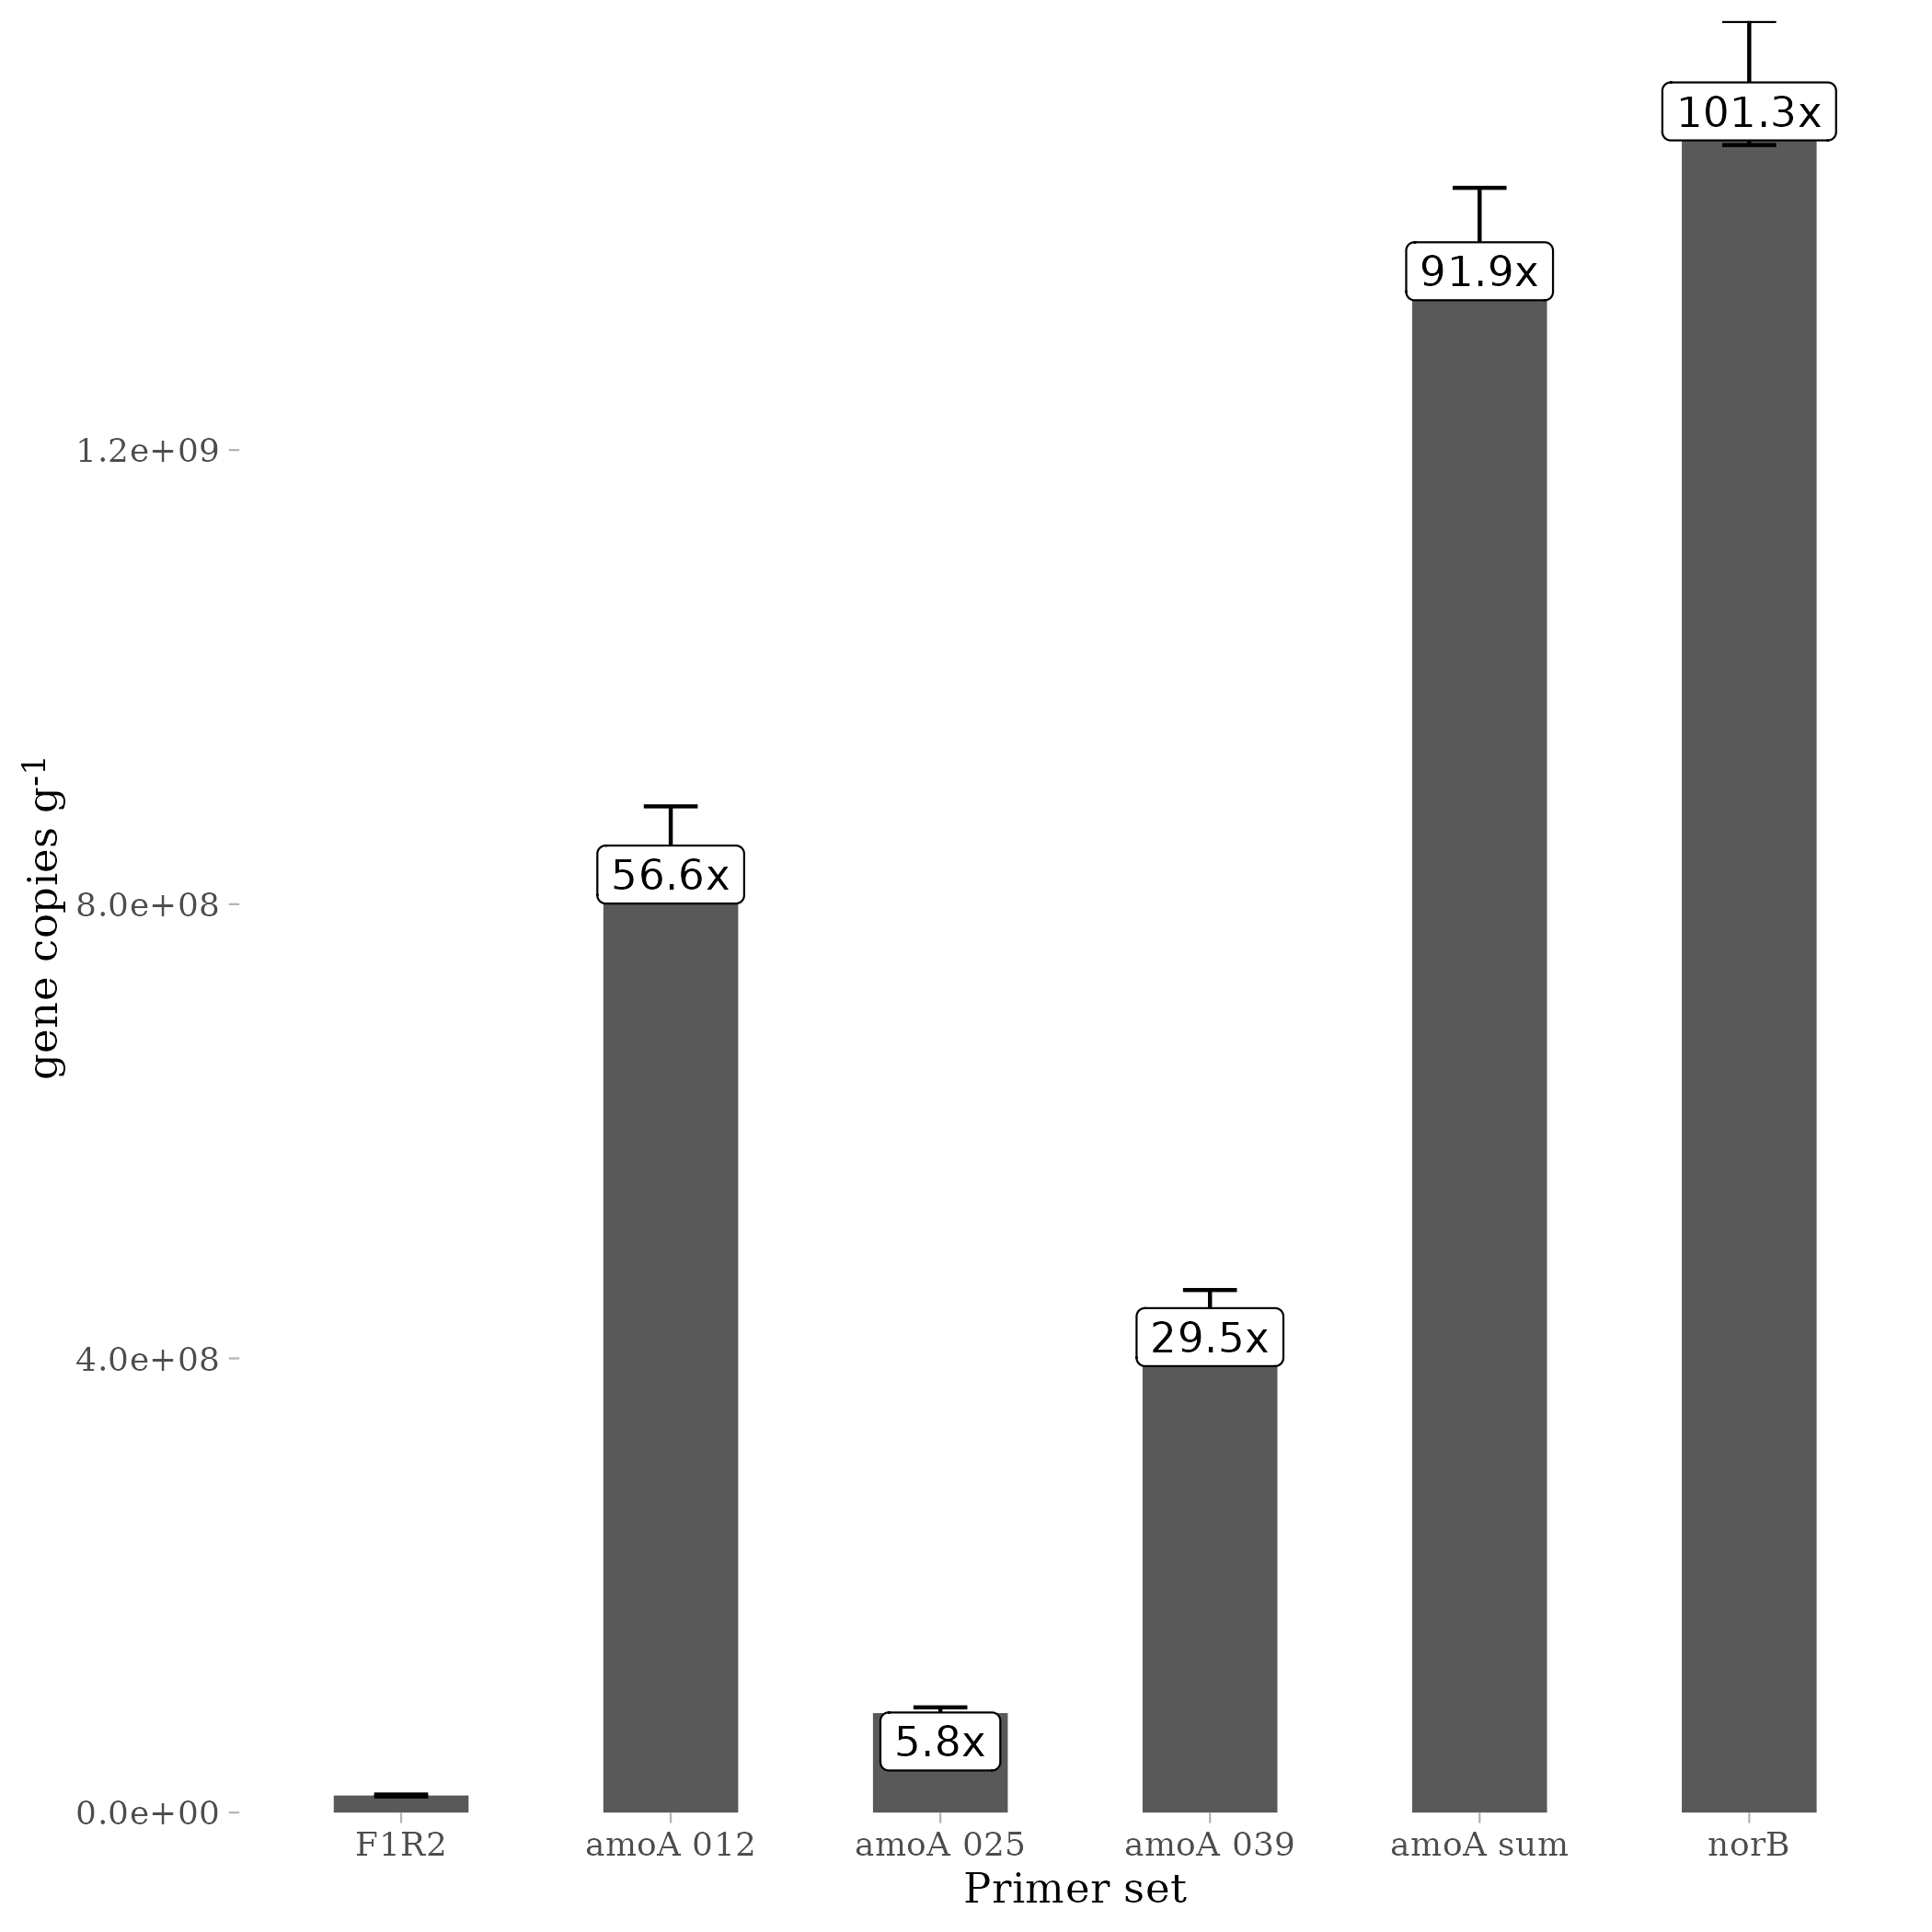 101.3x
91.9x
1.2e+09
56.6x
8.0e+08
gene copies g-1
29.5x
4.0e+08
5.8x
0.0e+00
F1R2 amoA 012 amoA 025 amoA 039 amoA sum norB
Primer set